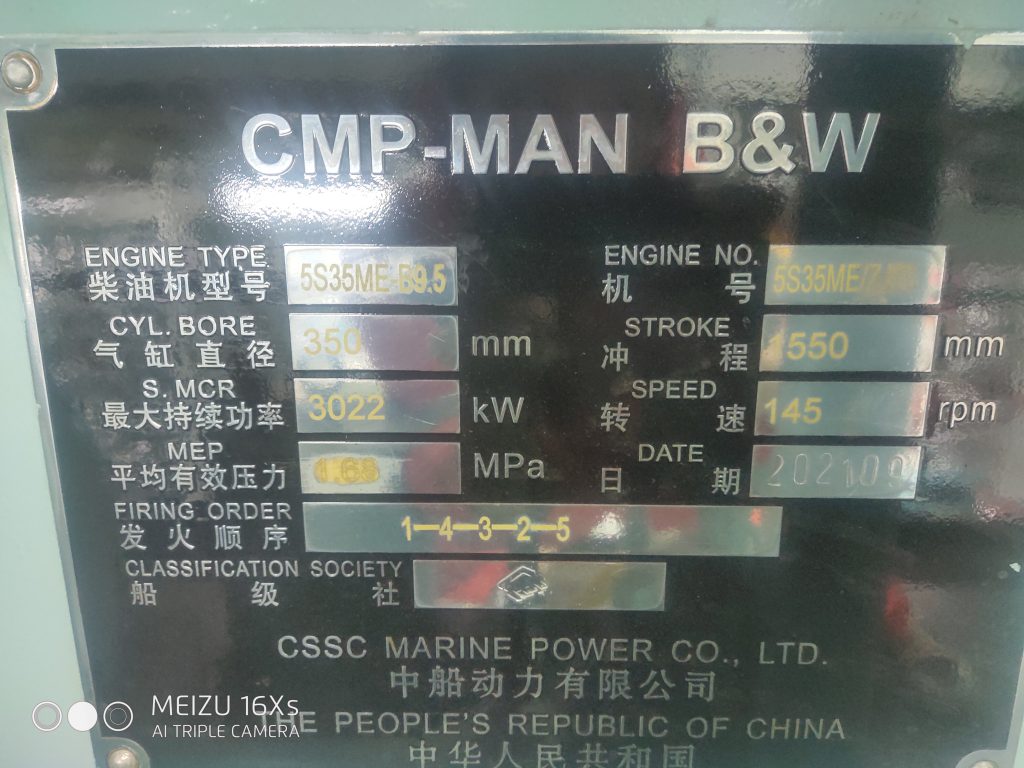 CMP-MAN B&W
ENGINE TYPE 5S35ME-B9.5 ENGINE NO. 5S35ME/7
柴油机型号 机号
CYL. BORE 350 mm STROKE 1550 mm
气缸直径 冲程
S. MCR 3022 kW SPEED 145 rpm
最大持续功率 转速
MEP 1.68 MPa DATE 202109
平均有效压力 日期
FIRING ORDER 1-4-3-2-5
发火顺序
CLASSIFICATION SOCIETY
船级社
CSSC MARINE POWER CO., LTD.
中船动力有限公司
THE PEOPLE'S REPUBLIC OF CHINA
中华人民共和国
MEIZU 16Xs
AI TRIPLE CAMERA